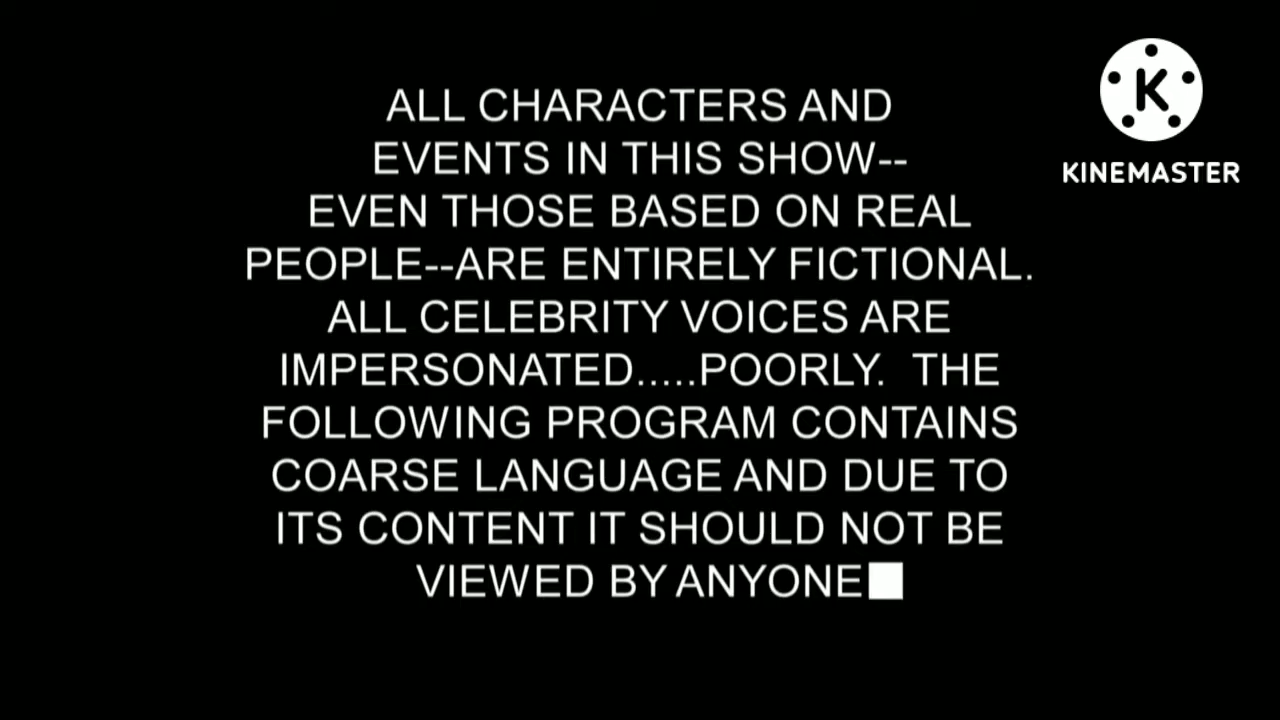 ALL CHARACTERS AND
EVENTS IN THIS SHOW--
EVEN THOSE BASED ON REAL
PEOPLE--ARE ENTIRELY FICTIONAL.
ALL CELEBRITY VOICES ARE
IMPERSONATED.....POORLY. THE
FOLLOWING PROGRAM CONTAINS
COARSE LANGUAGE AND DUE TO
ITS CONTENT IT SHOULD NOT BE
VIEWED BY ANYONE
K
KINEMASTER